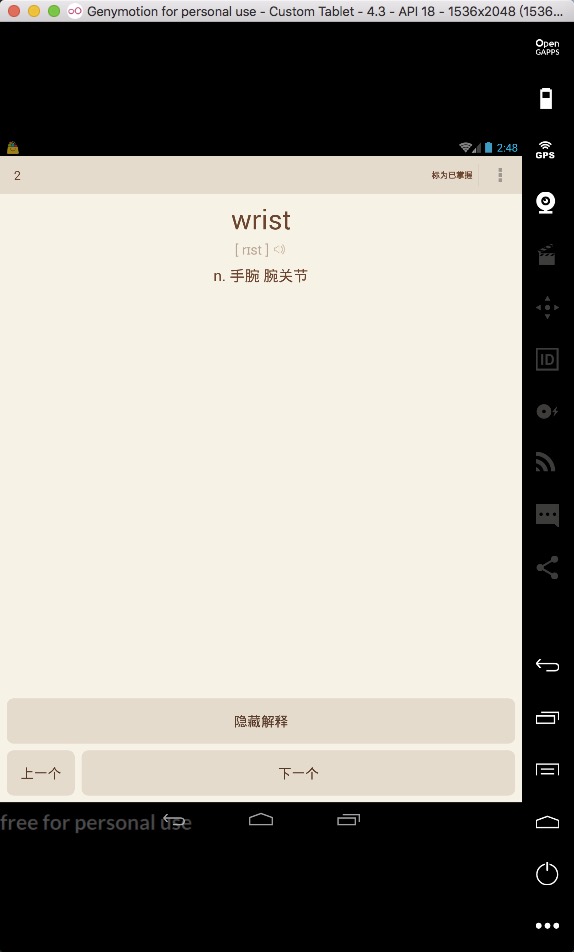 Genymotion for personal use - Custom Tablet - 4.3 - API 18 - 1536x2048 (1536...
Open
GAPPS
2:48
GPS
2
标为已掌握
wrist
[ rɪst ]
n. 手腕 腕关节
ID
隐藏解释
上一个
下一个
free for personal use